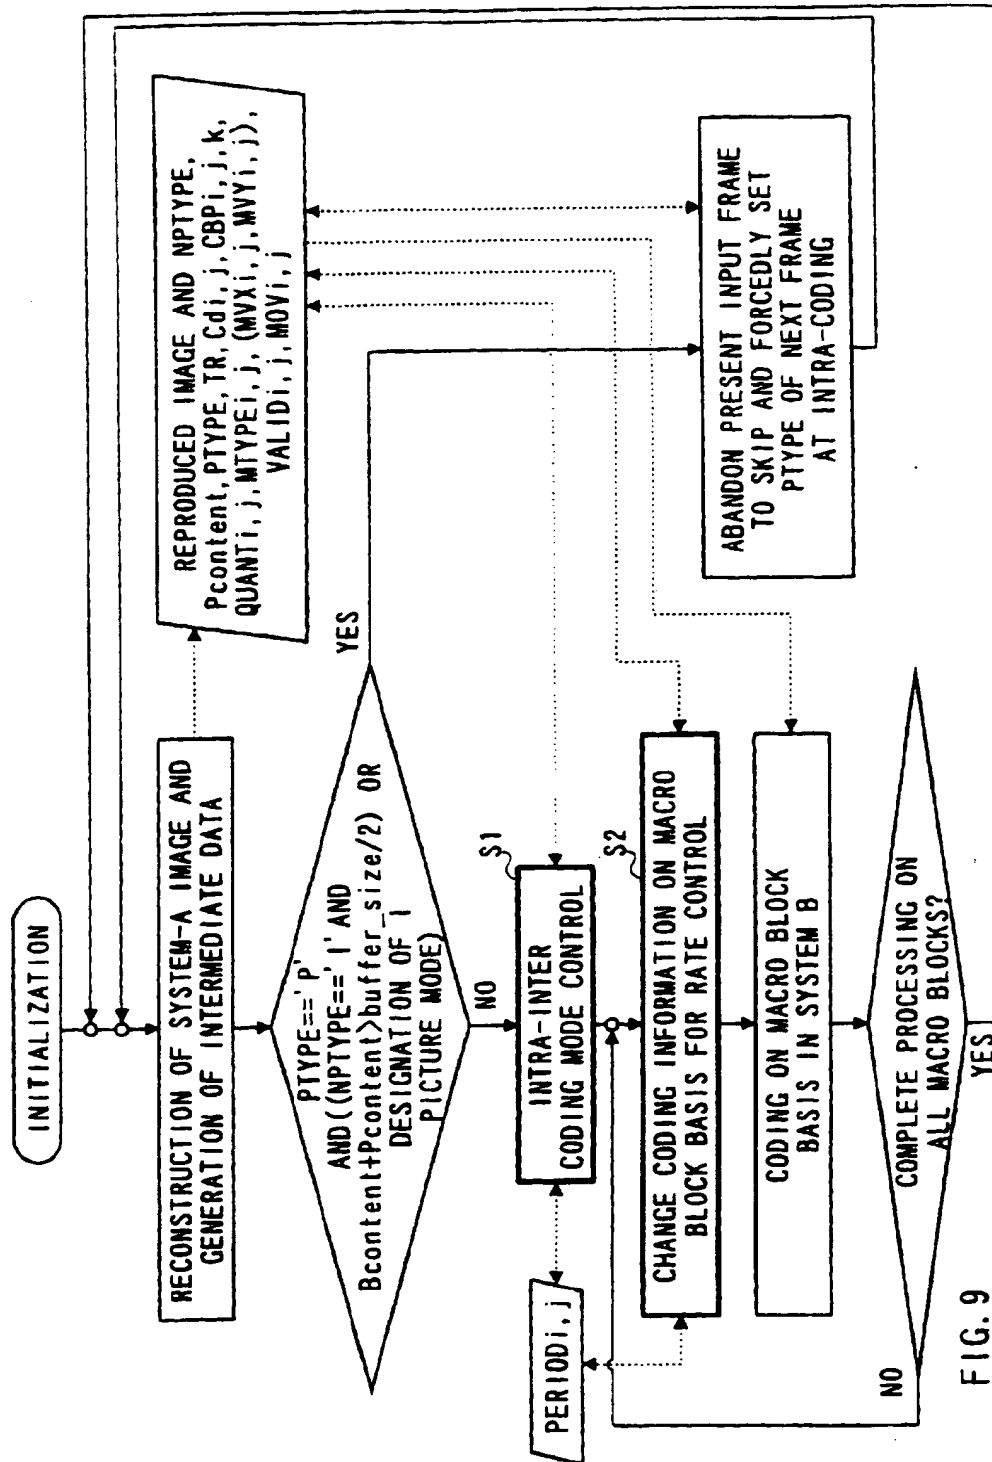 INITIALIZATION
RECONSTRUCTION OF SYSTEM-A IMAGE AND
GENERATION OF INTERMEDIATE DATA
REPRODUCED IMAGE AND NPTYPE,
Pcontent, PTYPE, TR, Cdi, j, CBPi, j, k,
QUANTi, j, MTYPEi, j, (MVXi, j, MVYi, j),
VALIDi, j, MOVi, j
PTYPE=='P'
AND((NPTYPE=='I' AND
Bcontent+Pcontent>buffer_size/2) OR
DESIGNATION OF I
PICTURE MODE)
YES
NO
S1
INTRA-INTER
CODING MODE CONTROL
PERIODi, j
S2
CHANGE CODING INFORMATION ON MACRO
BLOCK BASIS FOR RATE CONTROL
CODING ON MACRO BLOCK
BASIS IN SYSTEM B
ABANDON PRESENT INPUT FRAME
TO SKIP AND FORCEDLY SET
PTYPE OF NEXT FRAME
AT INTRA-CODING
COMPLETE PROCESSING ON
ALL MACRO BLOCKS?
NO
YES
FIG. 9